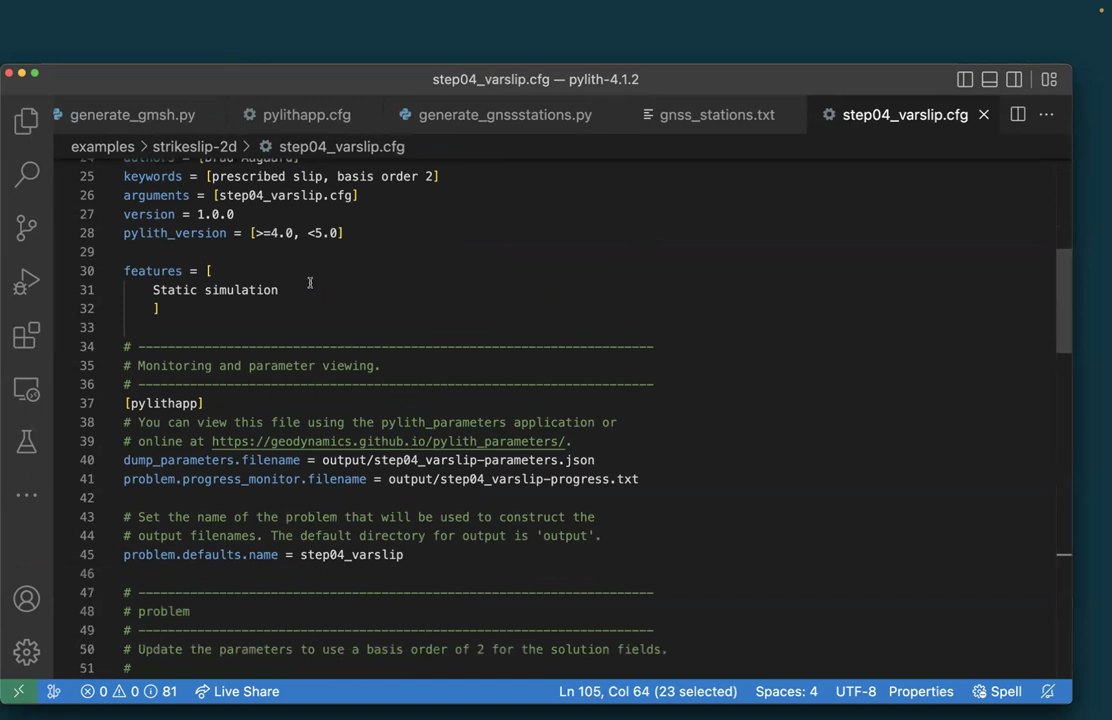 step04_varslip.cfg — pylith-4.1.2
generate_gmsh.py
pylithapp.cfg
generate_gnssstations.py
gnss_stations.txt
step04_varslip.cfg
examples > strikeslip-2d > step04_varslip.cfg
24 authors = [Brad Aagaard]
25 keywords = [prescribed slip, basis order 2]
26 arguments = [step04_varslip.cfg]
27 version = 1.0.0
28 pylith_version = [>=4.0, <5.0]
29
30 features = [
31 Static simulation
32 ]
33
34 # ----------------------------------------------------------------------
35 # Monitoring and parameter viewing.
36 # ----------------------------------------------------------------------
37 [pylithapp]
38 # You can view this file using the pylith_parameters application or
39 # online at https://geodynamics.github.io/pylith_parameters/.
40 dump_parameters.filename = output/step04_varslip-parameters.json
41 problem.progress_monitor.filename = output/step04_varslip-progress.txt
42
43 # Set the name of the problem that will be used to construct the
44 # output filenames. The default directory for output is 'output'.
45 problem.defaults.name = step04_varslip
46
47 # ----------------------------------------------------------------------
48 # problem
49 # ----------------------------------------------------------------------
50 # Update the parameters to use a basis order of 2 for the solution fields.
51 #
0 0 81 Live Share Ln 105, Col 64 (23 selected) Spaces: 4 UTF-8 Properties Spell